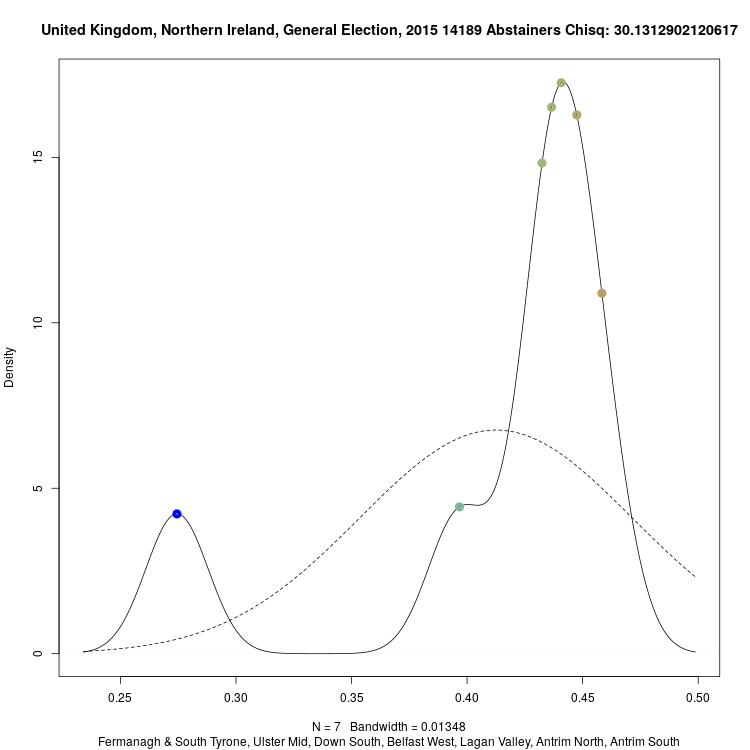 United Kingdom, Northern Ireland, General Election, 2015 14189 Abstainers Chisq: 30.1312902120617
15
10
5
0
Density
0.25 0.30 0.35 0.40 0.45 0.50
N = 7 Bandwidth = 0.01348
Fermanagh & South Tyrone, Ulster Mid, Down South, Belfast West, Lagan Valley, Antrim North, Antrim South